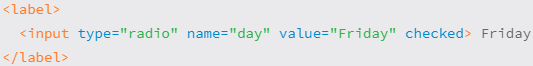 <label>
  <input type="radio" name="day" value="Friday" checked> Friday
</label>